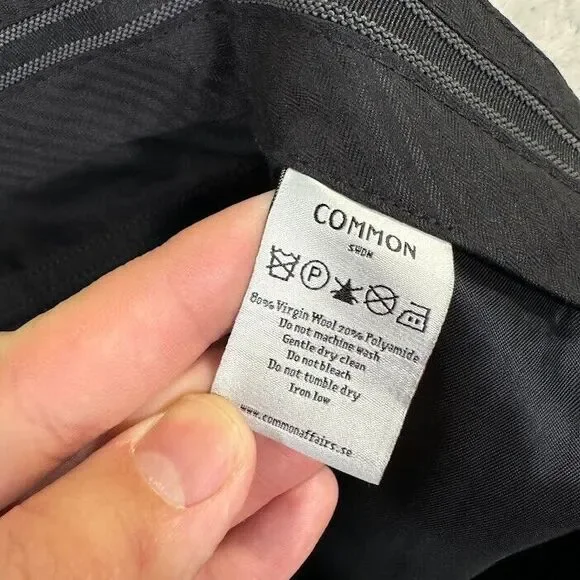 COMMON
SWDN
P
80% Virgin Wool 20% Polyamide
Do not machine wash
Gentle dry clean
Do not bleach
Do not tumble dry
Iron low
www.commonaffairs.se